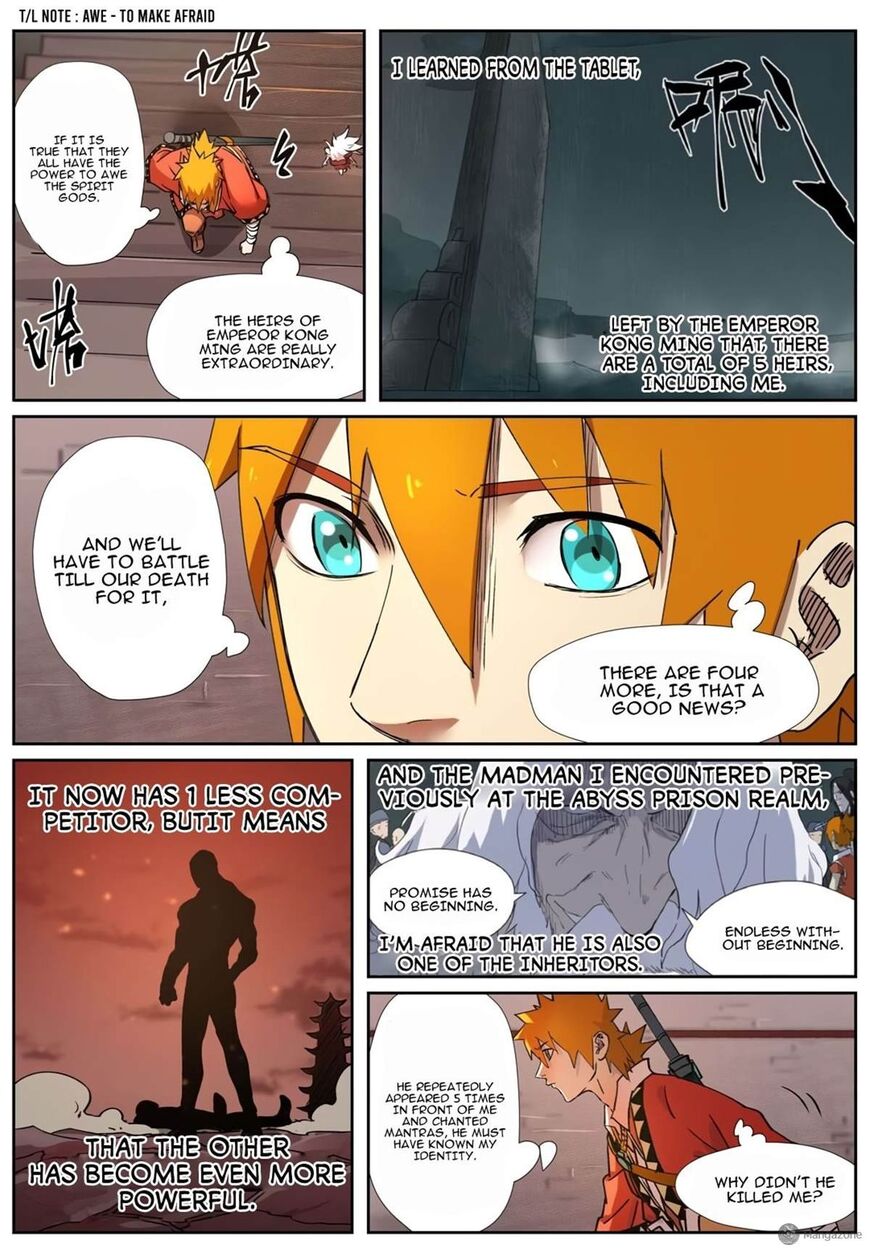 T/L NOTE : AWE - TO MAKE AFRAID
IF IT IS
TRUE THAT THEY
ALL HAVE THE
POWER TO AWE
THE SPIRIT
GODS.
嗒
嗒
THE HEIRS OF
EMPEROR KONG
MING ARE REALLY
EXTRAORDINARY.
I LEARNED FROM THE TABLET,
LEFT BY THE EMPEROR
KONG MING THAT, THERE
ARE A TOTAL OF 5 HEIRS,
INCLUDING ME.
AND WE'LL
HAVE TO BATTLE
TILL OUR DEATH
FOR IT,
THERE ARE FOUR
MORE, IS THAT A
GOOD NEWS?
IT NOW HAS 1 LESS COM-
PETITOR, BUTIT MEANS
THAT THE OTHER
HAS BECOME EVEN MORE
POWERFUL.
AND THE MADMAN I ENCOUNTERED PRE-
VIOUSLY AT THE ABYSS PRISON REALM,
PROMISE HAS
NO BEGINNING.
ENDLESS WITH-
OUT BEGINNING.
I'M AFRAID THAT HE IS ALSO
ONE OF THE INHERITORS.
HE REPEATEDLY
APPEARED 5 TIMES
IN FRONT OF ME
AND CHANTED
MANTRAS, HE MUST
HAVE KNOWN MY
IDENTITY.
WHY DIDN'T HE
KILLED ME?
Mangazone